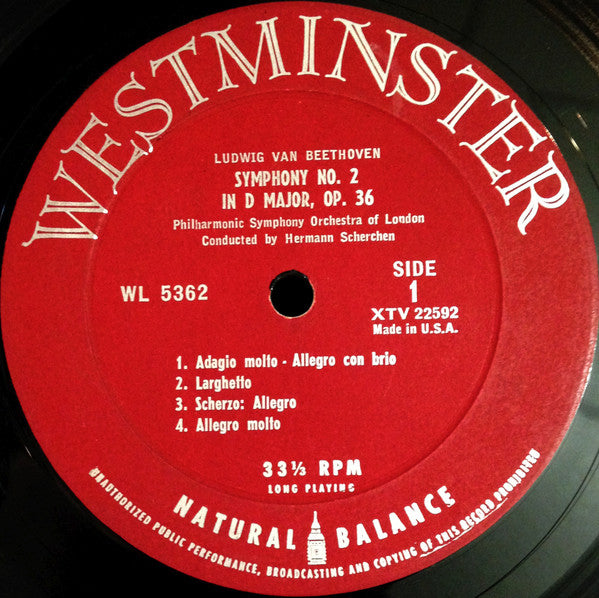 WESTMINSTER
LUDWIG VAN BEETHOVEN
SYMPHONY NO. 2
IN D MAJOR, OP. 36
Philharmonic Symphony Orchestra of London
Conducted by Hermann Scherchen
WL 5362
SIDE
1
XTV 22592
Made in U.S.A.
1. Adagio molto - Allegro con brio
2. Larghetto
3. Scherzo: Allegro
4. Allegro molto
33⅓ RPM
LONG PLAYING
NATURAL BALANCE
UNAUTHORIZED PUBLIC PERFORMANCE, BROADCASTING AND COPYING OF THIS RECORD PROHIBITED